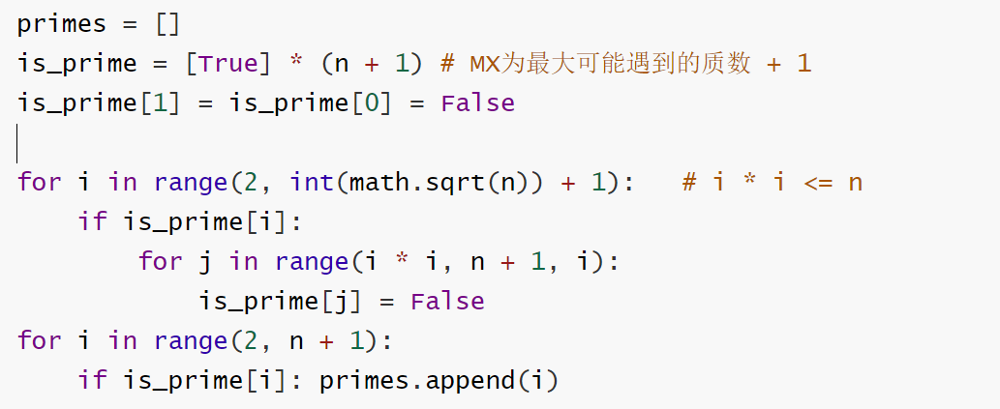 primes = []
is_prime = [True] * (n + 1) # MX为最大可能遇到的质数 + 1
is_prime[1] = is_prime[0] = False

for i in range(2, int(math.sqrt(n)) + 1):   # i * i <= n
    if is_prime[i]:
        for j in range(i * i, n + 1, i):
            is_prime[j] = False
for i in range(2, n + 1):
    if is_prime[i]: primes.append(i)